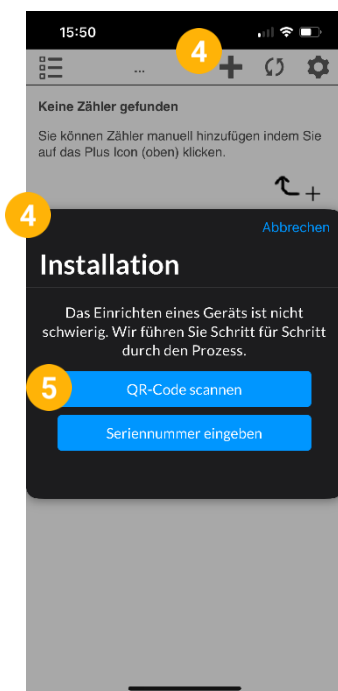 15:50
4
...
Keine Zähler gefunden
Sie können Zähler manuell hinzufügen indem Sie
auf das Plus Icon (oben) klicken.
4
Abbrechen
Installation
Das Einrichten eines Geräts ist nicht
schwierig. Wir führen Sie Schritt für Schritt
durch den Prozess.
5
QR-Code scannen
Seriennummer eingeben